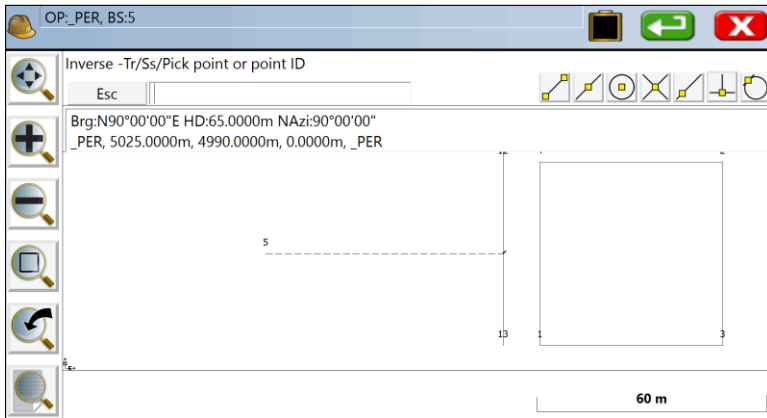 OP:_PER, BS:5
Inverse -Tr/Ss/Pick point or point ID
Esc
Brg:N90°00'00"E HD:65.0000m NAzi:90°00'00"
_PER, 5025.0000m, 4990.0000m, 0.0000m, _PER
5
13
1
3
60 m